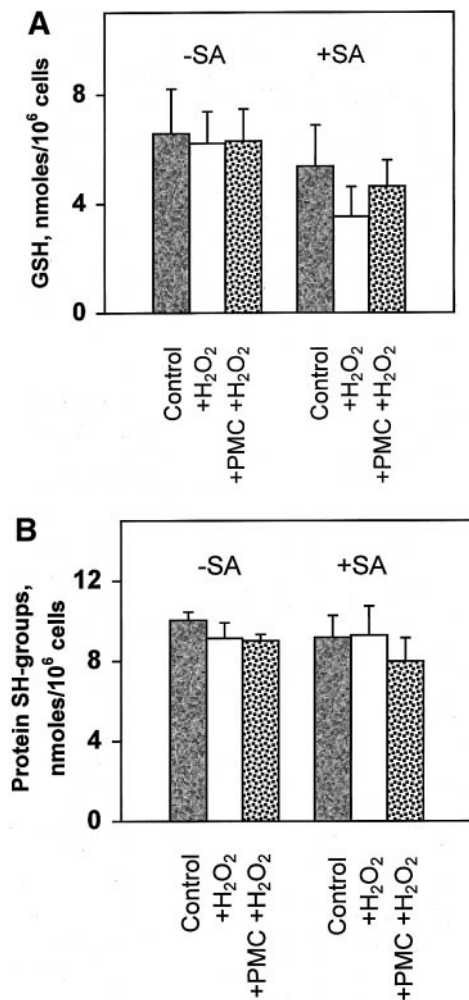 A
-SA +SA
GSH, nmoles/10⁶ cells
8
4
0
Control
+H₂O₂
+PMC +H₂O₂
Control
+H₂O₂
+PMC +H₂O₂
B
-SA +SA
Protein SH-groups,
nmoles/10⁶ cells
12
8
4
0
Control
+H₂O₂
+PMC +H₂O₂
Control
+H₂O₂
+PMC +H₂O₂